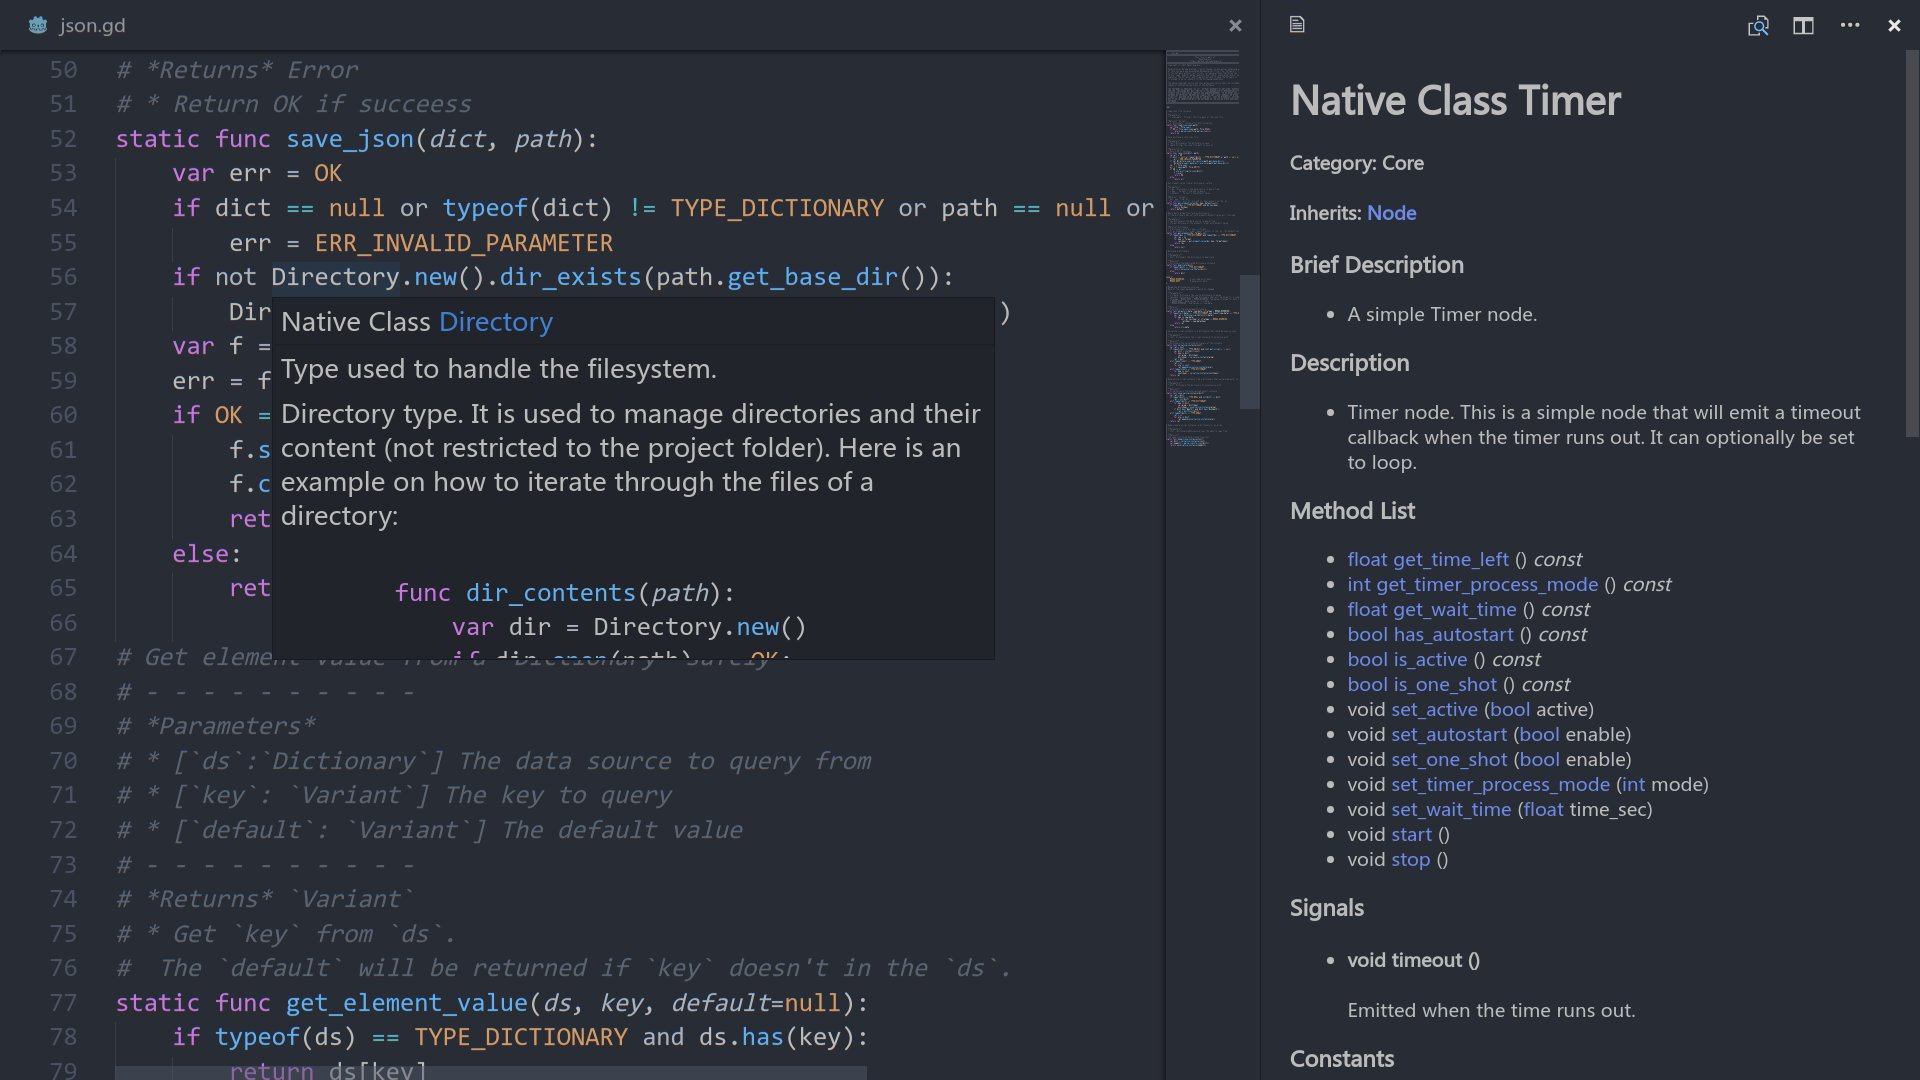 json.gd
50 # *Returns* Error
51 # * Return OK if succeess
52 static func save_json(dict, path):
53 var err = OK
54 if dict == null or typeof(dict) != TYPE_DICTIONARY or path == null or
55 err = ERR_INVALID_PARAMETER
56 if not Directory.new().dir_exists(path.get_base_dir()):
57 Dir )
58 var f =
59 err = f
60 if OK =
61 f.s
62 f.c
63 ret
64 else:
65 ret
66
67 # Get element value from a Dictionary safely
68 # - - - - - - - - - -
69 # *Parameters*
70 # * [`ds`:`Dictionary`] The data source to query from
71 # * [`key`: `Variant`] The key to query
72 # * [`default`: `Variant`] The default value
73 # - - - - - - - - - -
74 # *Returns* `Variant`
75 # * Get `key` from `ds`.
76 #  The `default` will be returned if `key` doesn't in the `ds`.
77 static func get_element_value(ds, key, default=null):
78 if typeof(ds) == TYPE_DICTIONARY and ds.has(key):
79 return ds[key]
Native Class Directory
Type used to handle the filesystem.
Directory type. It is used to manage directories and their
content (not restricted to the project folder). Here is an
example on how to iterate through the files of a
directory:
func dir_contents(path):
var dir = Directory.new()
if dir.open(path) == OK:
Native Class Timer
Category: Core
Inherits: Node
Brief Description
• A simple Timer node.
Description
• Timer node. This is a simple node that will emit a timeout
callback when the timer runs out. It can optionally be set
to loop.
Method List
• float get_time_left () const
• int get_timer_process_mode () const
• float get_wait_time () const
• bool has_autostart () const
• bool is_active () const
• bool is_one_shot () const
• void set_active (bool active)
• void set_autostart (bool enable)
• void set_one_shot (bool enable)
• void set_timer_process_mode (int mode)
• void set_wait_time (float time_sec)
• void start ()
• void stop ()
Signals
• void timeout ()
Emitted when the time runs out.
Constants